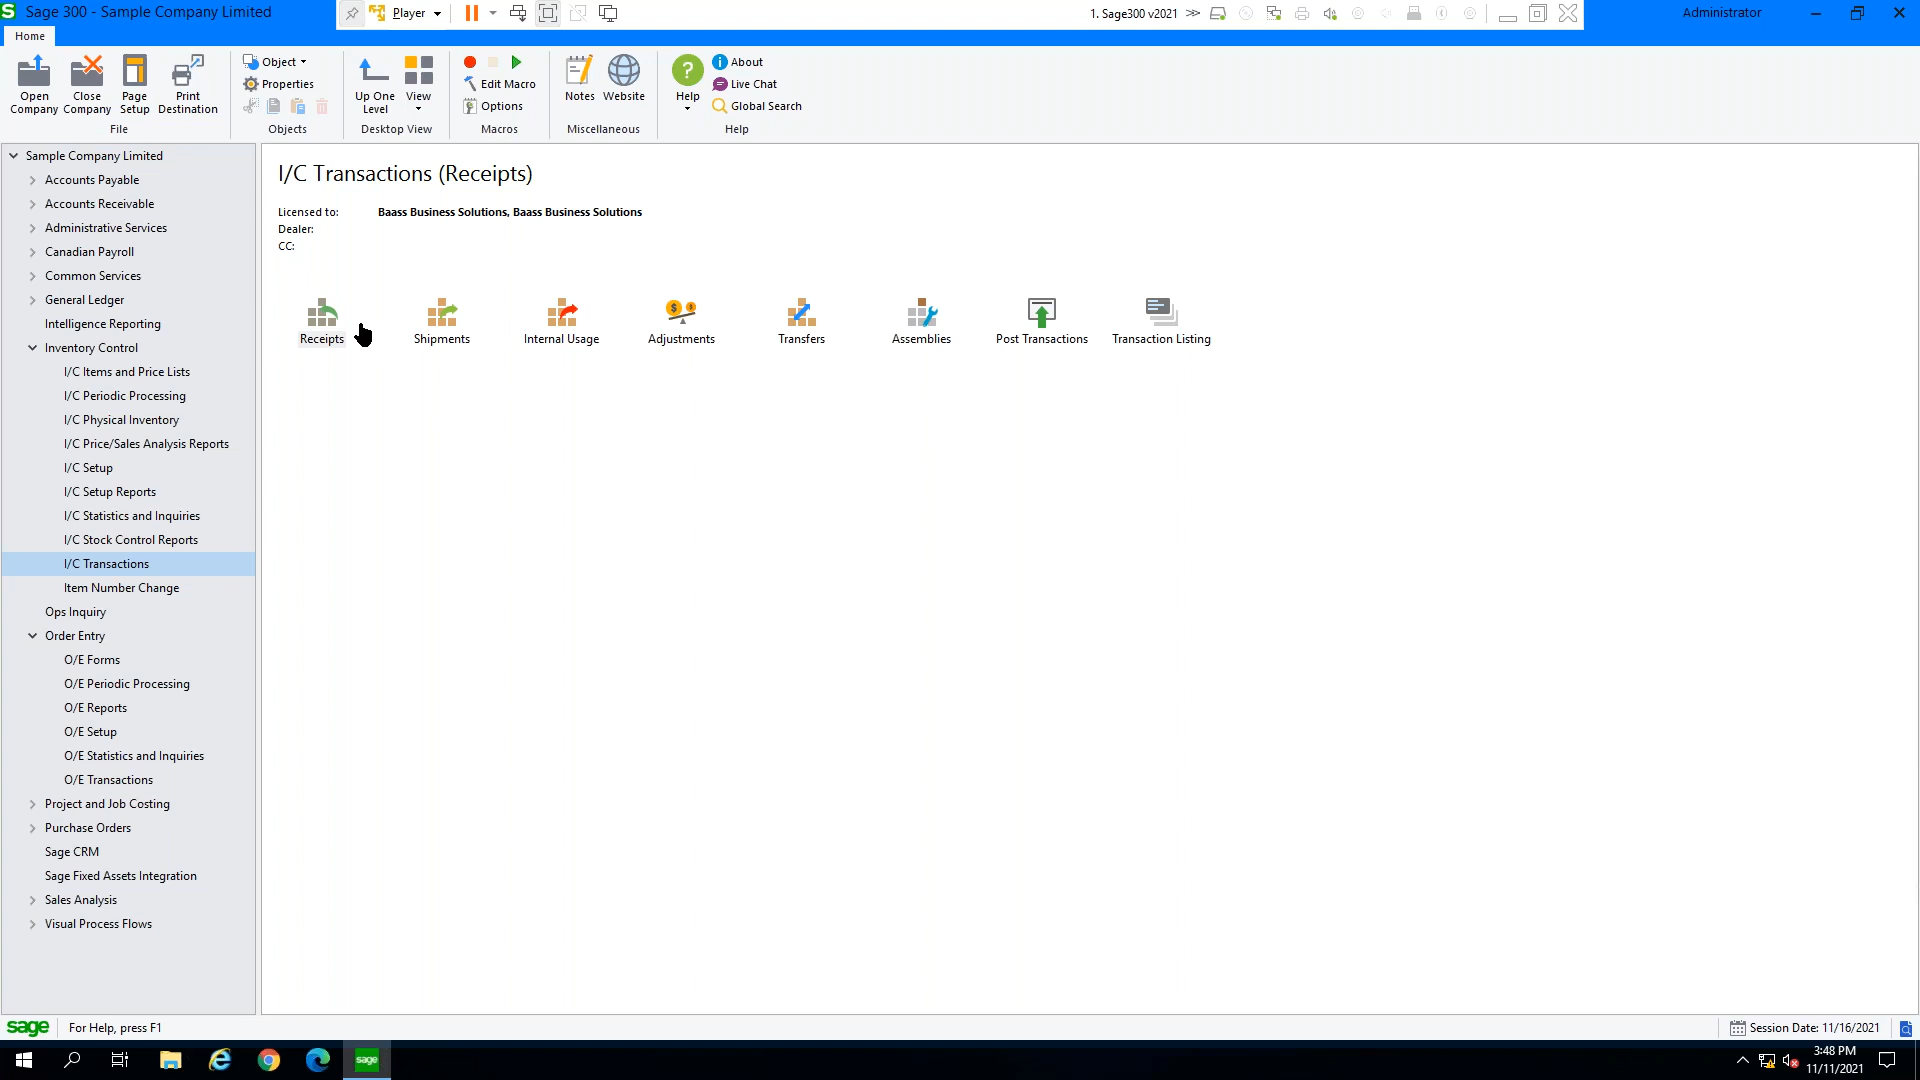 S Sage 300 - Sample Company Limited
Player
1. Sage300 v2021
Administrator
Home
Open Company
Close Company
Page Setup
Print Destination
File
Object
Properties
Objects
Up One Level
View
Desktop View
Edit Macro
Options
Macros
Notes
Website
Miscellaneous
Help
About
Live Chat
Global Search
Help
Sample Company Limited
Accounts Payable
Accounts Receivable
Administrative Services
Canadian Payroll
Common Services
General Ledger
Intelligence Reporting
Inventory Control
I/C Items and Price Lists
I/C Periodic Processing
I/C Physical Inventory
I/C Price/Sales Analysis Reports
I/C Setup
I/C Setup Reports
I/C Statistics and Inquiries
I/C Stock Control Reports
I/C Transactions
Item Number Change
Ops Inquiry
Order Entry
O/E Forms
O/E Periodic Processing
O/E Reports
O/E Setup
O/E Statistics and Inquiries
O/E Transactions
Project and Job Costing
Purchase Orders
Sage CRM
Sage Fixed Assets Integration
Sales Analysis
Visual Process Flows
I/C Transactions (Receipts)
Licensed to: Baass Business Solutions, Baass Business Solutions
Dealer:
CC:
Receipts
Shipments
Internal Usage
Adjustments
Transfers
Assemblies
Post Transactions
Transaction Listing
sage For Help, press F1
Session Date: 11/16/2021
sage
3:48 PM
11/11/2021